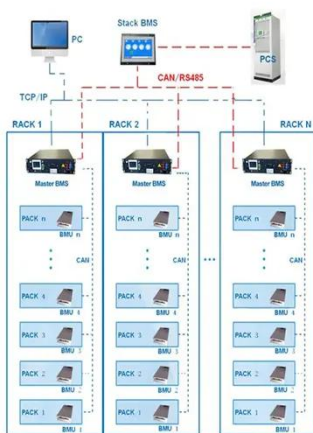 PC
Stack BMS
PCS
CAN/RS485
TCP/IP
RACK 1
RACK 2
RACK N
Master BMS
Master BMS
Master BMS
PACK n
BMU n
PACK n
BMU n
PACK n
BMU n
CAN
CAN
CAN
PACK 4
BMU 4
PACK 4
BMU 4
PACK 4
BMU 4
PACK 3
BMU 3
PACK 3
BMU 3
PACK 3
BMU 3
PACK 2
BMU 2
PACK 2
BMU 2
PACK 2
BMU 2
PACK 1
BMU 1
PACK 1
BMU 1
PACK 1
BMU 1